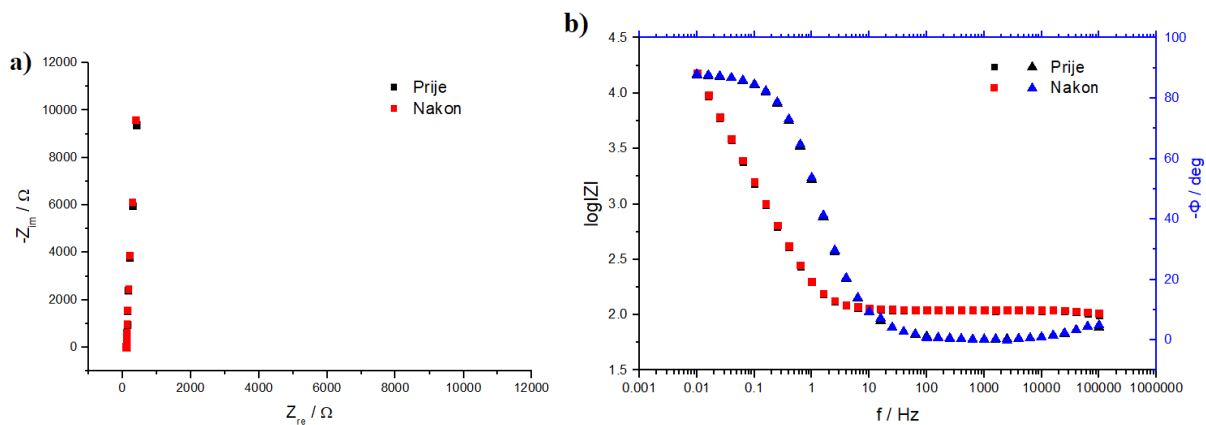 a)
12000
10000
8000
6000
4000
2000
0
-Z_im / Ω
Prije
Nakon
0 2000 4000 6000 8000 10000 12000
Z_re / Ω
b)
4.5
4.0
3.5
3.0
2.5
2.0
1.5
log|Z|
Prije
Nakon
100
80
60
40
20
0
-Φ / deg
0.001 0.01 0.1 1 10 100 1000 10000 100000 1000000
f / Hz